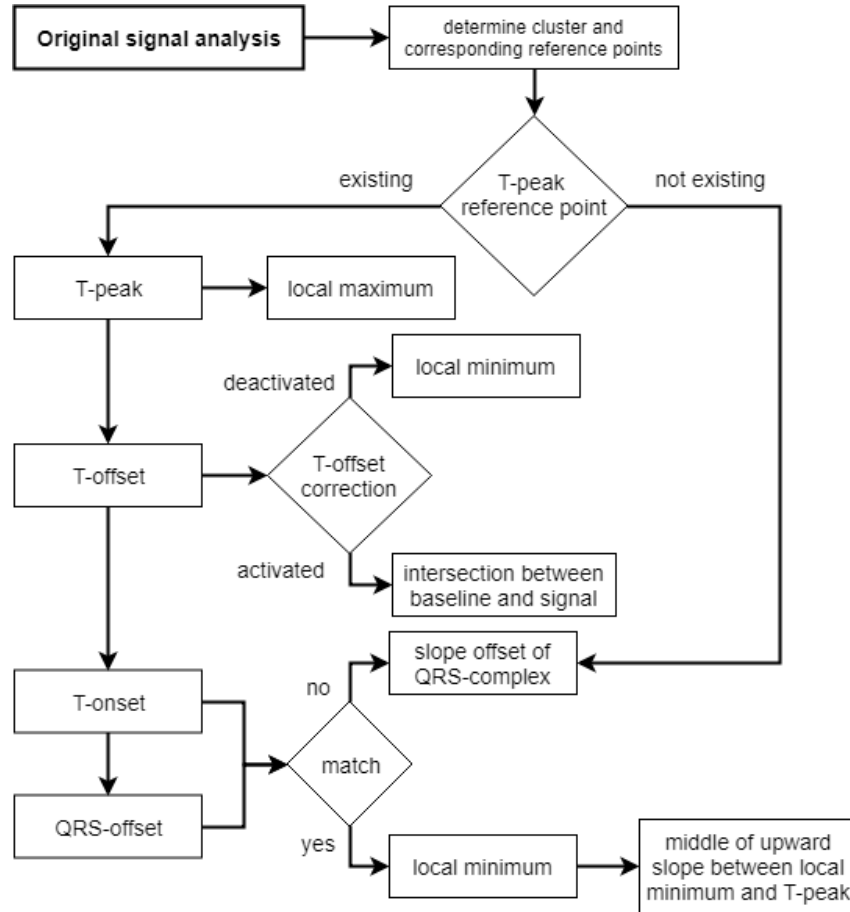 Original signal analysis
determine cluster and
corresponding reference points
T-peak
reference point
existing
not existing
T-peak
local maximum
deactivated
local minimum
T-offset
T-offset
correction
activated
intersection between
baseline and signal
slope offset of
QRS-complex
no
T-onset
match
QRS-offset
yes
local minimum
middle of upward
slope between local
minimum and T-peak